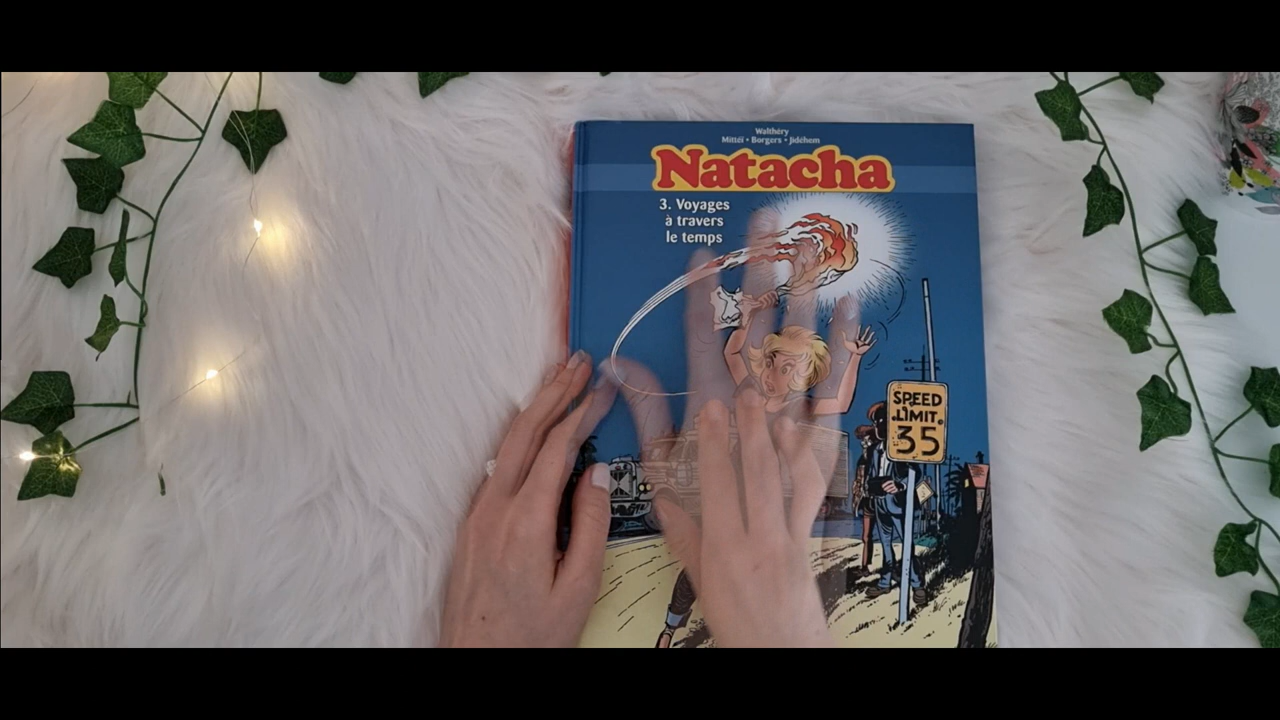 Walthéry
Mittéï • Borgers • Jidéhem
Natacha
3. Voyages
à travers
le temps
SPEED
LIMIT
35